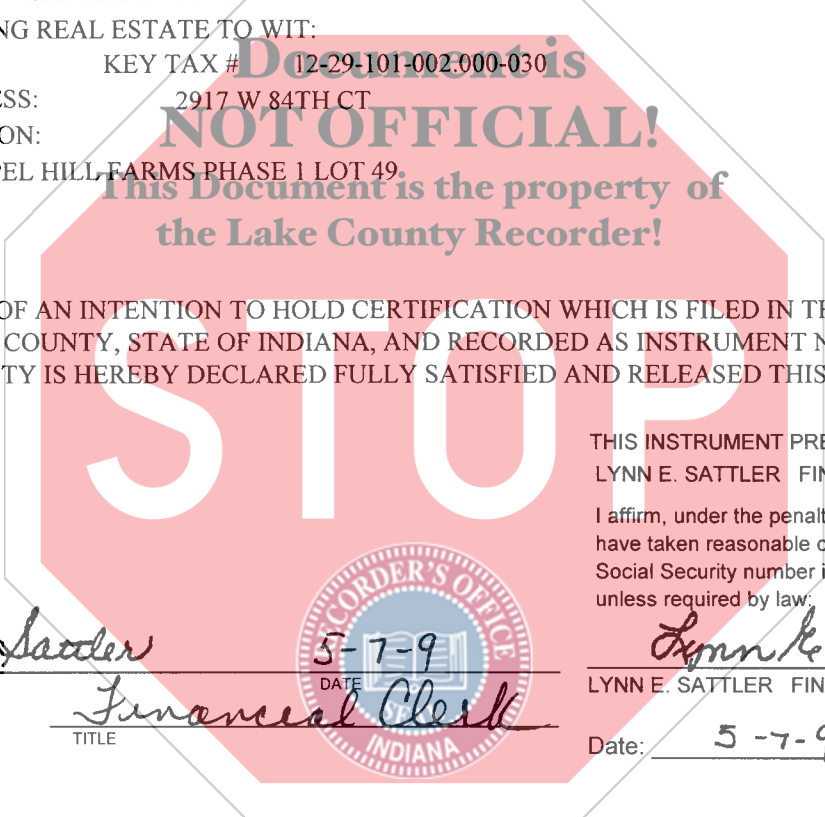 NG REAL ESTATE TO WIT:
KEY TAX # 12-29-101-002.000-030
Document is
ESS: 2917 W 84TH CT
NOT OFFICIAL!
ON:
PEL HILL FARMS PHASE 1 LOT 49
This Document is the property of
the Lake County Recorder!
STOP
OF AN INTENTION TO HOLD CERTIFICATION WHICH IS FILED IN TH
COUNTY, STATE OF INDIANA, AND RECORDED AS INSTRUMENT N
TY IS HEREBY DECLARED FULLY SATISFIED AND RELEASED THIS
THIS INSTRUMENT PRE
LYNN E. SATTLER FIN
I affirm, under the penalt
have taken reasonable c
Social Security number i
unless required by law:
RECORDER'S OFFICE
SEAL
INDIANA
Sattler 5-7-9
DATE
Financial Clerk
TITLE
Lynn E
LYNN E. SATTLER FIN
Date: 5-7-9